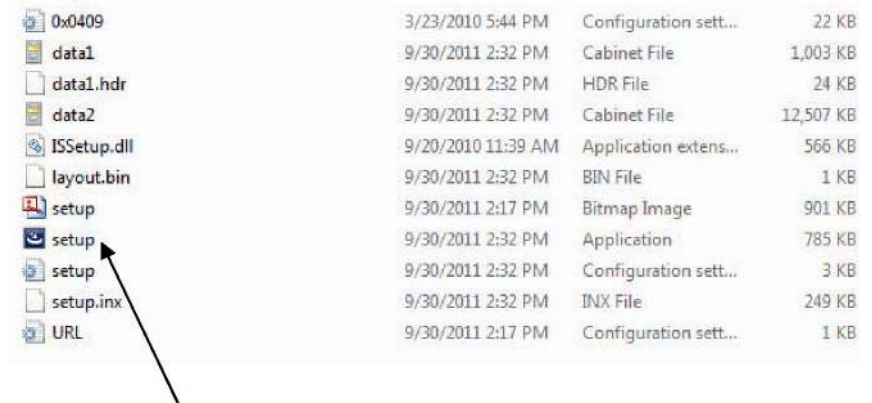 0x0409 3/23/2010 5:44 PM Configuration sett... 22 KB
data1 9/30/2011 2:32 PM Cabinet File 1,003 KB
data1.hdr 9/30/2011 2:32 PM HDR File 24 KB
data2 9/30/2011 2:32 PM Cabinet File 12,507 KB
ISSetup.dll 9/20/2010 11:39 AM Application extens... 566 KB
layout.bin 9/30/2011 2:32 PM BIN File 1 KB
setup 9/30/2011 2:17 PM Bitmap Image 901 KB
setup 9/30/2011 2:32 PM Application 785 KB
setup 9/30/2011 2:32 PM Configuration sett... 3 KB
setup.inx 9/30/2011 2:32 PM INX File 249 KB
URL 9/30/2011 2:17 PM Configuration sett... 1 KB